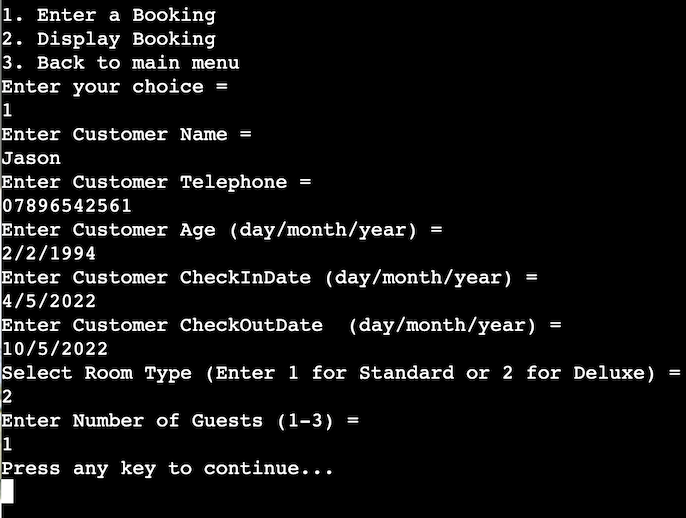 1. Enter a Booking
2. Display Booking
3. Back to main menu
Enter your choice =
1
Enter Customer Name =
Jason
Enter Customer Telephone =
07896542561
Enter Customer Age (day/month/year) =
2/2/1994
Enter Customer CheckInDate (day/month/year) =
4/5/2022
Enter Customer CheckOutDate  (day/month/year) =
10/5/2022
Select Room Type (Enter 1 for Standard or 2 for Deluxe) =
2
Enter Number of Guests (1-3) =
1
Press any key to continue...